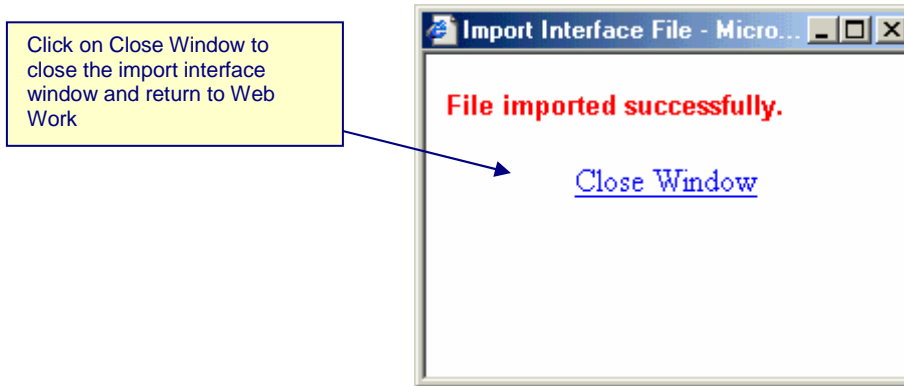 Click on Close Window to
close the import interface
window and return to Web
Work
Import Interface File - Micro...
File imported successfully.
Close Window